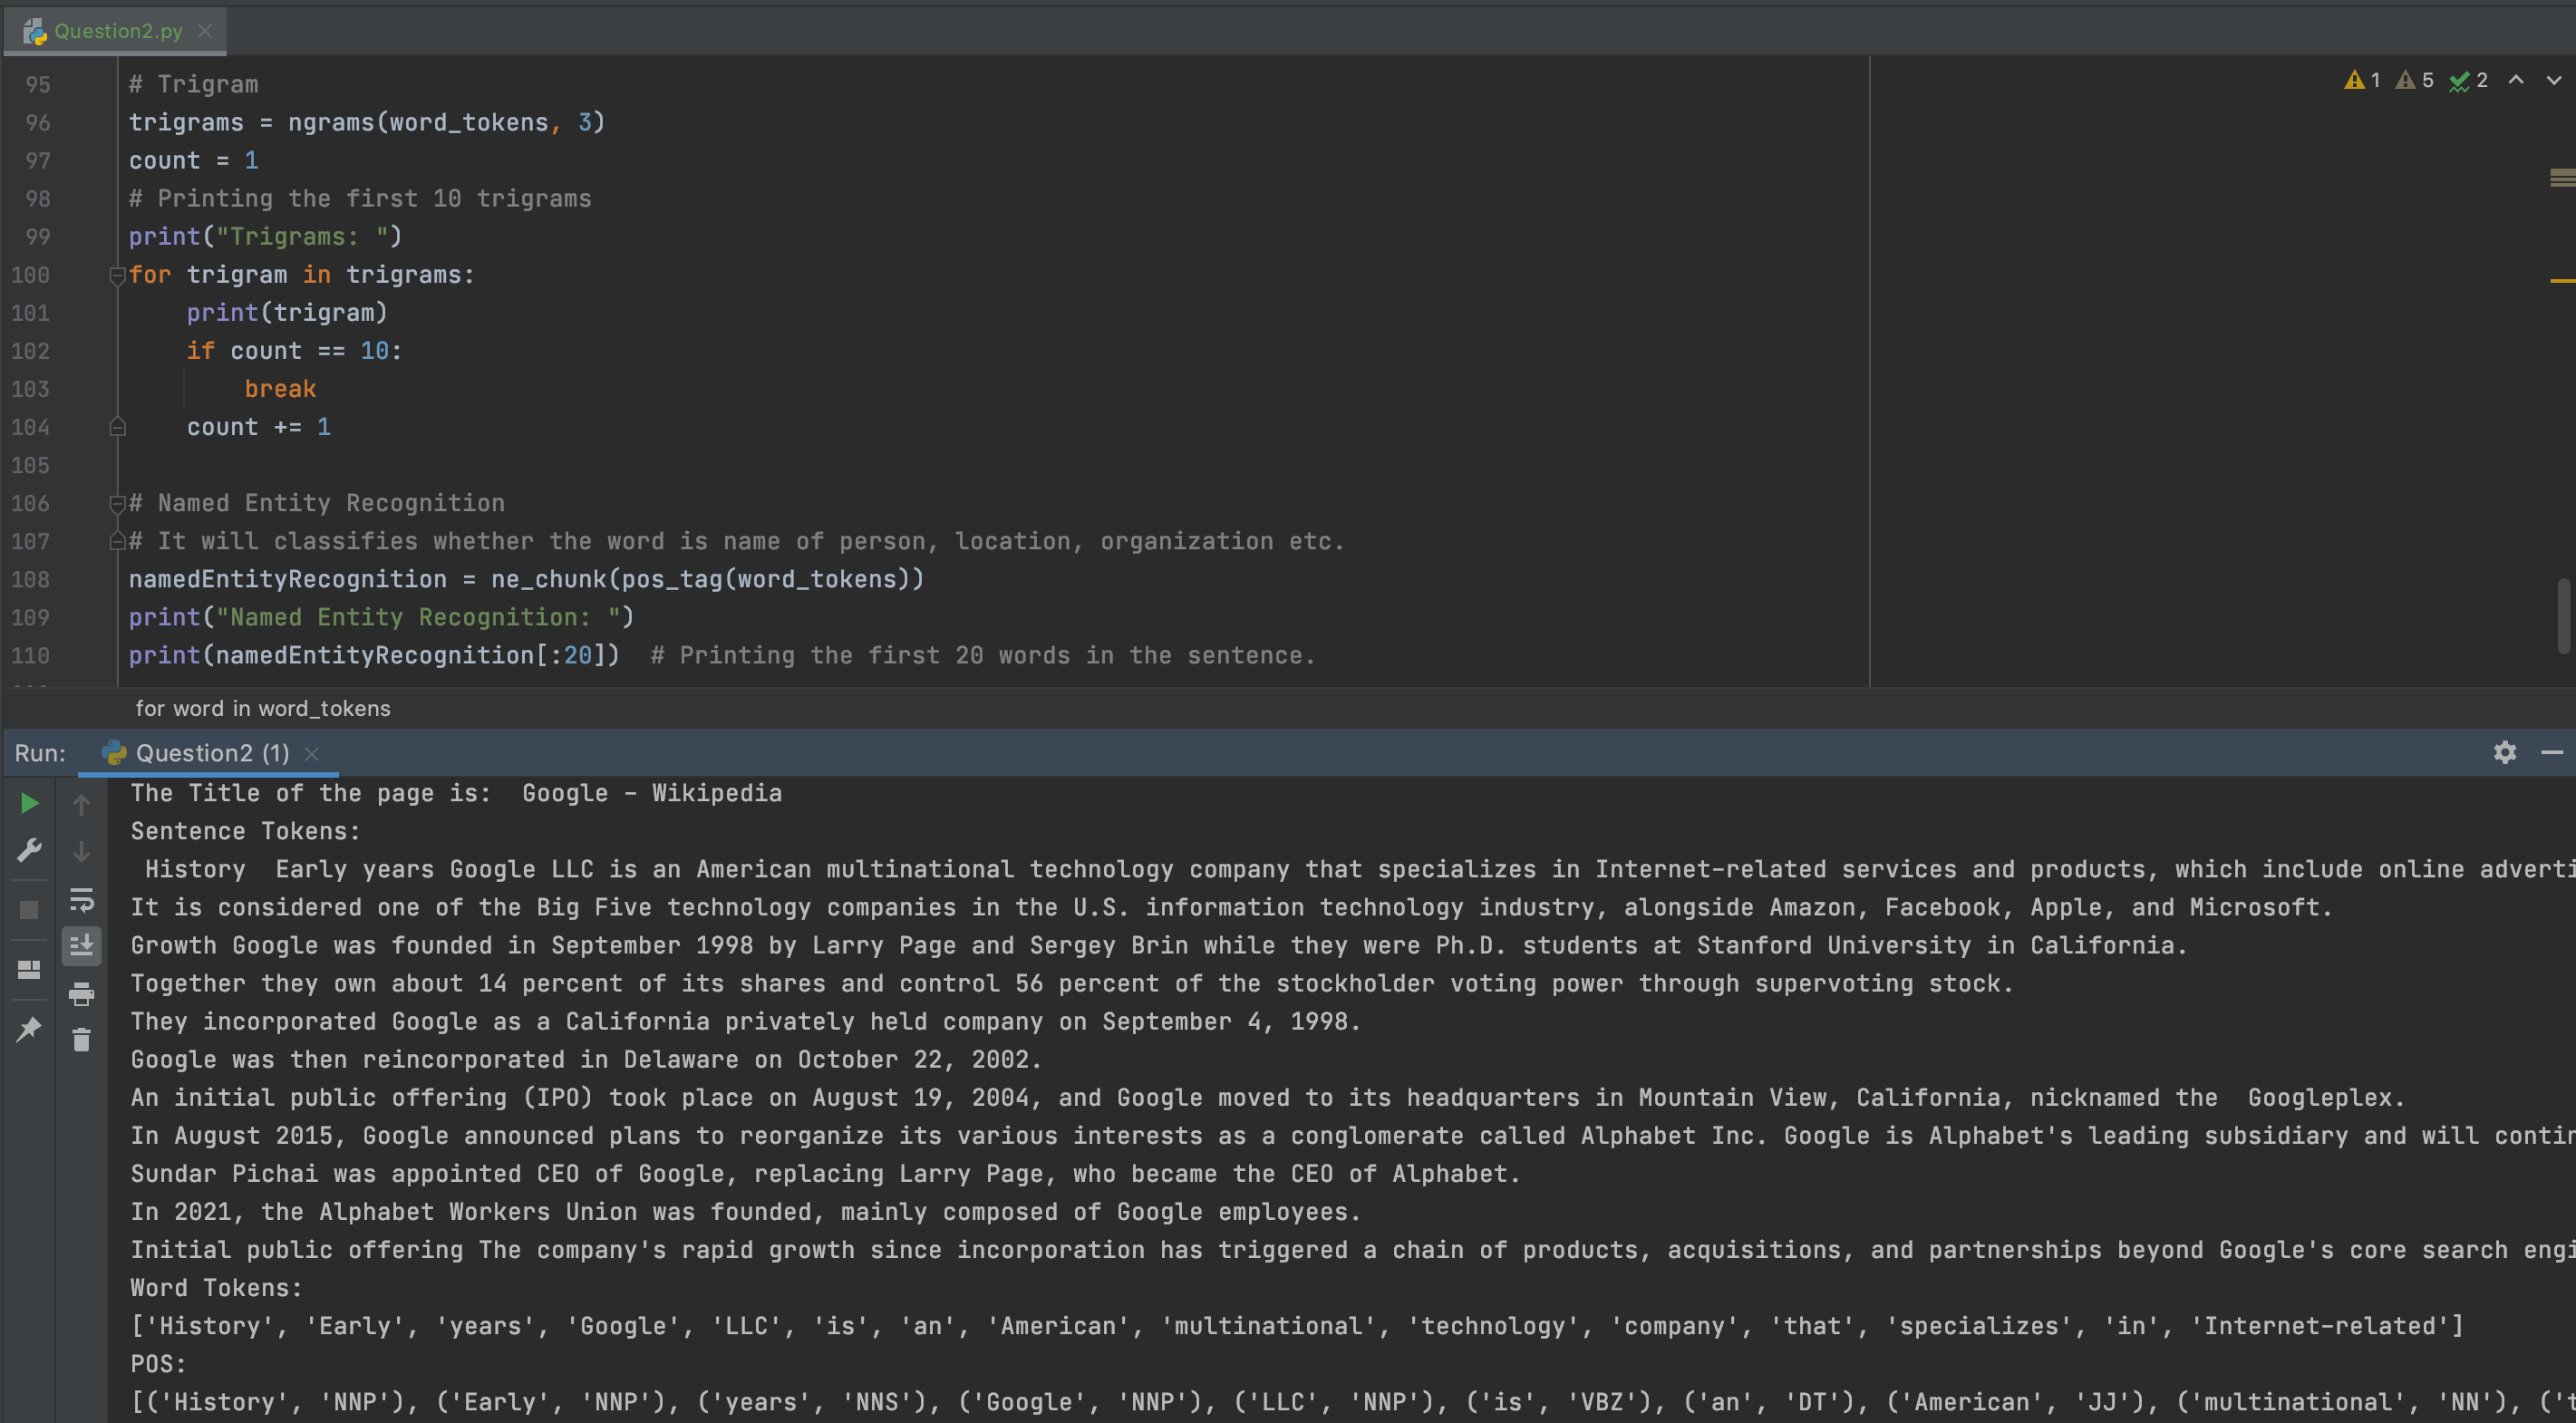 Question2.py
1 5 2
95 # Trigram
96 trigrams = ngrams(word_tokens, 3)
97 count = 1
98 # Printing the first 10 trigrams
99 print("Trigrams: ")
100 for trigram in trigrams:
101     print(trigram)
102     if count == 10:
103         break
104     count += 1
105
106 # Named Entity Recognition
107 # It will classifies whether the word is name of person, location, organization etc.
108 namedEntityRecognition = ne_chunk(pos_tag(word_tokens))
109 print("Named Entity Recognition: ")
110 print(namedEntityRecognition[:20])  # Printing the first 20 words in the sentence.
for word in word_tokens
Run: Question2 (1)
The Title of the page is:  Google - Wikipedia
Sentence Tokens:
 History  Early years Google LLC is an American multinational technology company that specializes in Internet-related services and products, which include online adverti
It is considered one of the Big Five technology companies in the U.S. information technology industry, alongside Amazon, Facebook, Apple, and Microsoft.
Growth Google was founded in September 1998 by Larry Page and Sergey Brin while they were Ph.D. students at Stanford University in California.
Together they own about 14 percent of its shares and control 56 percent of the stockholder voting power through supervoting stock.
They incorporated Google as a California privately held company on September 4, 1998.
Google was then reincorporated in Delaware on October 22, 2002.
An initial public offering (IPO) took place on August 19, 2004, and Google moved to its headquarters in Mountain View, California, nicknamed the  Googleplex.
In August 2015, Google announced plans to reorganize its various interests as a conglomerate called Alphabet Inc. Google is Alphabet's leading subsidiary and will contin
Sundar Pichai was appointed CEO of Google, replacing Larry Page, who became the CEO of Alphabet.
In 2021, the Alphabet Workers Union was founded, mainly composed of Google employees.
Initial public offering The company's rapid growth since incorporation has triggered a chain of products, acquisitions, and partnerships beyond Google's core search engi
Word Tokens:
['History', 'Early', 'years', 'Google', 'LLC', 'is', 'an', 'American', 'multinational', 'technology', 'company', 'that', 'specializes', 'in', 'Internet-related']
POS:
[('History', 'NNP'), ('Early', 'NNP'), ('years', 'NNS'), ('Google', 'NNP'), ('LLC', 'NNP'), ('is', 'VBZ'), ('an', 'DT'), ('American', 'JJ'), ('multinational', 'NN'), ('t